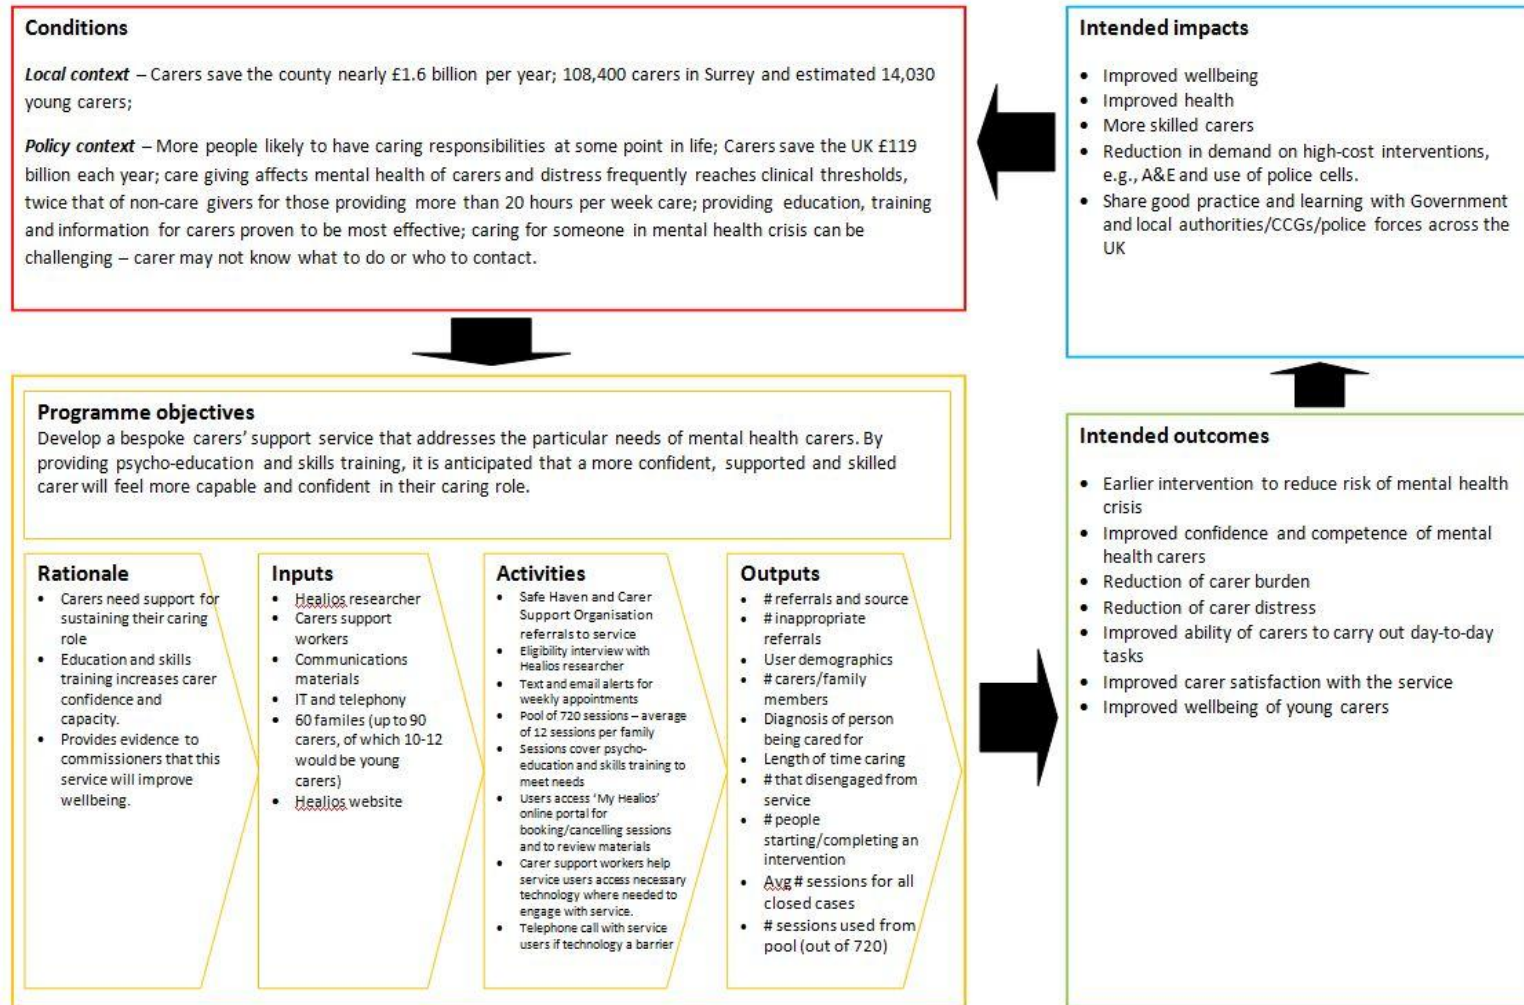 Conditions
Local context – Carers save the county nearly £1.6 billion per year; 108,400 carers in Surrey and estimated 14,030
young carers;
Policy context – More people likely to have caring responsibilities at some point in life; Carers save the UK £119
billion each year; care giving affects mental health of carers and distress frequently reaches clinical thresholds,
twice that of non-care givers for those providing more than 20 hours per week care; providing education, training
and information for carers proven to be most effective; caring for someone in mental health crisis can be
challenging – carer may not know what to do or who to contact.
Programme objectives
Develop a bespoke carers' support service that addresses the particular needs of mental health carers. By
providing psycho-education and skills training, it is anticipated that a more confident, supported and skilled
carer will feel more capable and confident in their caring role.
Rationale
• Carers need support for
sustaining their caring
role
• Education and skills
training increases carer
confidence and
capacity.
• Provides evidence to
commissioners that this
service will improve
wellbeing.
Inputs
• Healios researcher
• Carers support
workers
• Communications
materials
• IT and telephony
• 60 familes (up to 90
carers, of which 10-12
would be young
carers)
• Healios website
Activities
• Safe Haven and Carer
Support Organisation
referrals to service
• Eligibility interview with
Healios researcher
• Text and email alerts for
weekly appointments
• Pool of 720 sessions – average
of 12 sessions per family
• Sessions cover psycho-
education and skills training to
meet needs
• Users access 'My Healios'
online portal for
booking/cancelling sessions
and to review materials
• Carer support workers help
service users access necessary
technology where needed to
engage with service.
• Telephone call with service
users if technology a barrier
Outputs
• # referrals and source
• # inappropriate
referrals
• User demographics
• # carers/family
members
• Diagnosis of person
being cared for
• Length of time caring
• # that disengaged from
service
• # people
starting/completing an
intervention
• Avg # sessions for all
closed cases
• # sessions used from
pool (out of 720)
Intended outcomes
• Earlier intervention to reduce risk of mental health
crisis
• Improved confidence and competence of mental
health carers
• Reduction of carer burden
• Reduction of carer distress
• Improved ability of carers to carry out day-to-day
tasks
• Improved carer satisfaction with the service
• Improved wellbeing of young carers
Intended impacts
• Improved wellbeing
• Improved health
• More skilled carers
• Reduction in demand on high-cost interventions,
e.g., A&E and use of police cells.
• Share good practice and learning with Government
and local authorities/CCGs/police forces across the
UK